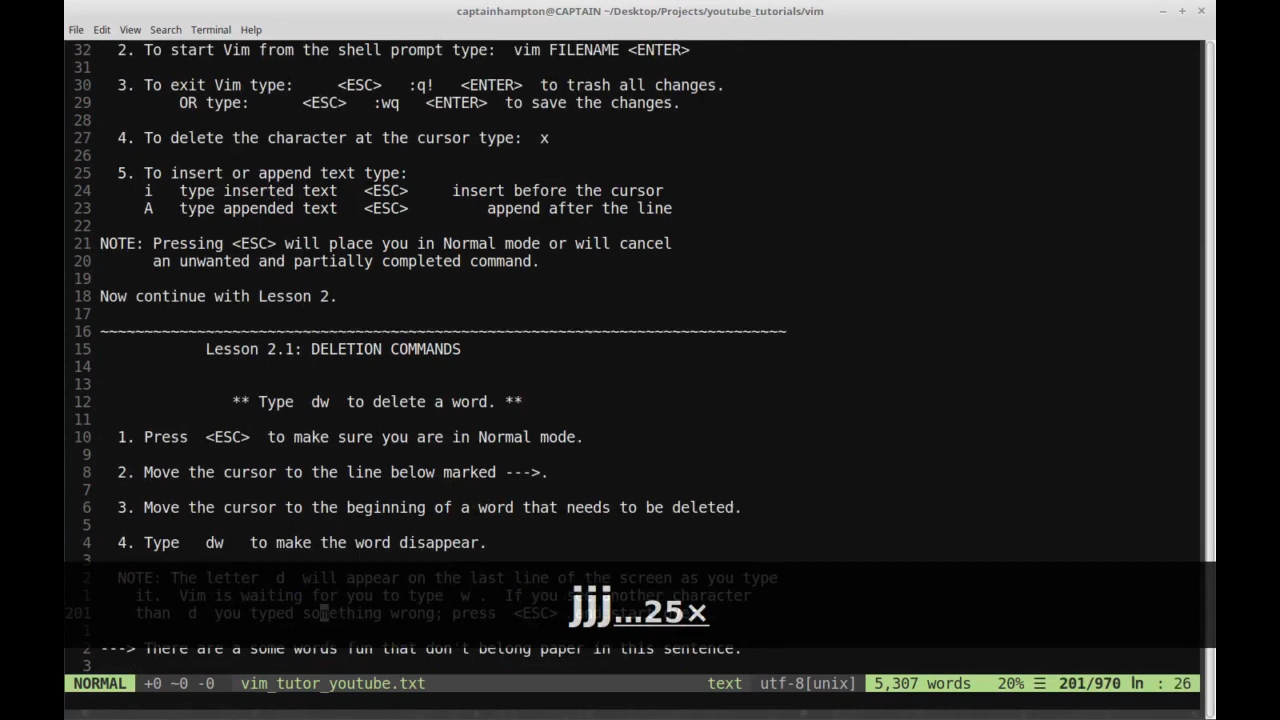 captainhampton@CAPTAIN ~/Desktop/Projects/youtube_tutorials/vim
File Edit View Search Terminal Help
32 2. To start Vim from the shell prompt type: vim FILENAME <ENTER>
31
30 3. To exit Vim type: <ESC> :q! <ENTER> to trash all changes.
29 OR type: <ESC> :wq <ENTER> to save the changes.
28
27 4. To delete the character at the cursor type: x
26
25 5. To insert or append text type:
24 i type inserted text <ESC> insert before the cursor
23 A type appended text <ESC> append after the line
22
21 NOTE: Pressing <ESC> will place you in Normal mode or will cancel
20 an unwanted and partially completed command.
19
18 Now continue with Lesson 2.
17
16 ~~~~~~~~~~~~~~~~~~~~~~~~~~~~~~~~~~~~~~~~~~~~~~~~~~~~~~~~~~~~~~~~~~~~~~~~~~~~~~
15 Lesson 2.1: DELETION COMMANDS
14
13
12 ** Type dw to delete a word. **
11
10 1. Press <ESC> to make sure you are in Normal mode.
9
8 2. Move the cursor to the line below marked --->.
7
6 3. Move the cursor to the beginning of a word that needs to be deleted.
5
4 4. Type dw to make the word disappear.
3
2 NOTE: The letter d will appear on the last line of the screen as you type
1 it. Vim is waiting for you to type w . If you see another character
201 than d you typed something wrong; press <ESC>
jjj...25×
1
2 ---> There are a some words fun that don't belong paper in this sentence.
3
NORMAL +0 ~0 -0 vim_tutor_youtube.txt text utf-8[unix] 5,307 words 20% ☰ 201/970 ln : 26